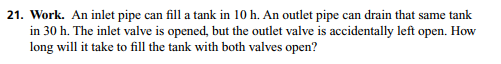 21. Work. An inlet pipe can fill a tank in 10 h. An outlet pipe can drain that same tank
in 30 h. The inlet valve is opened, but the outlet valve is accidentally left open. How
long will it take to fill the tank with both valves open?